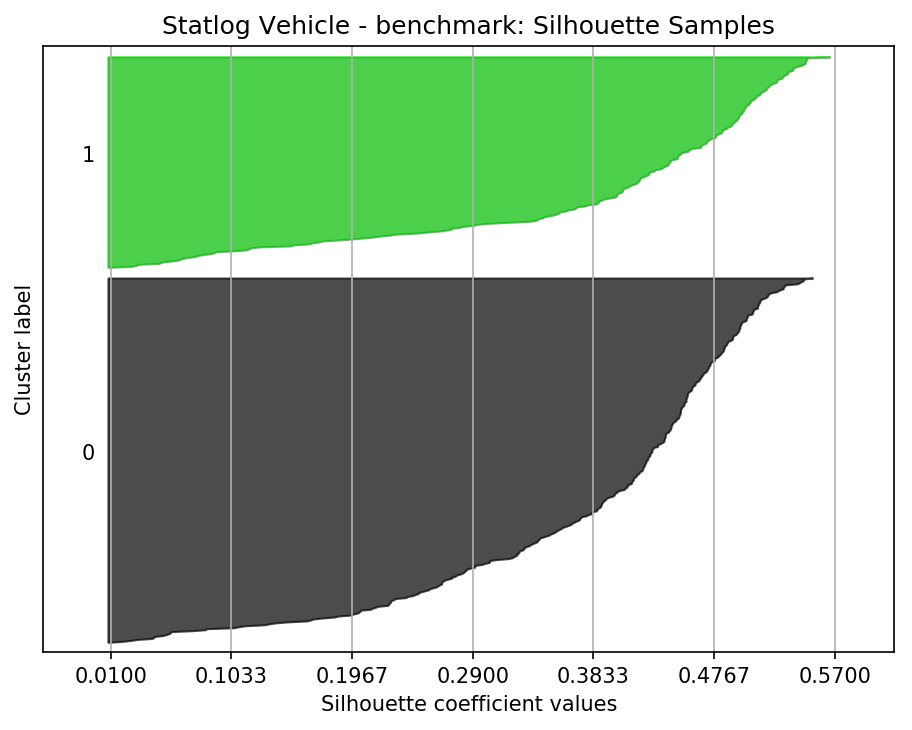 Statlog Vehicle - benchmark: Silhouette Samples
1
Cluster label
0
0.0100 0.1033 0.1967 0.2900 0.3833 0.4767 0.5700
Silhouette coefficient values